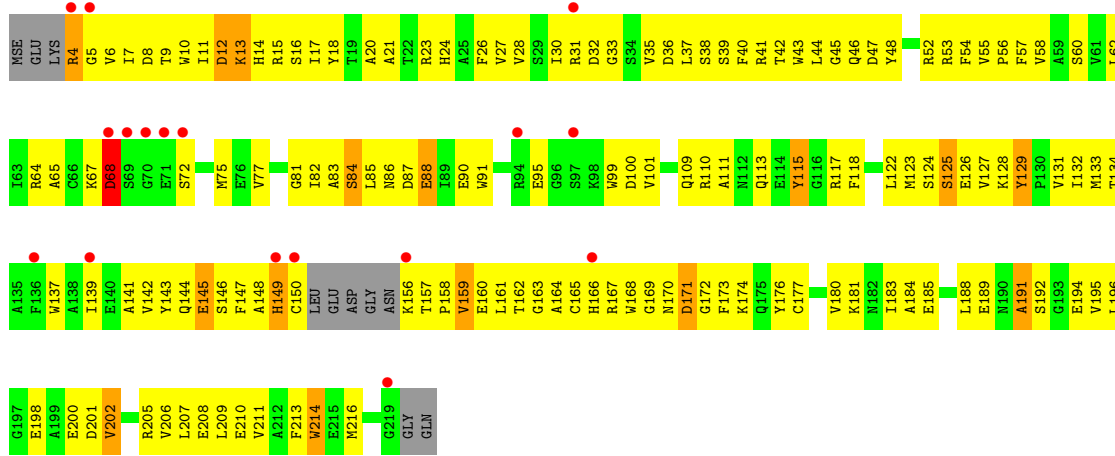 MSE GLU LYS R4 G5 V6 I7 D8 T9 W10 I11 D12 K13 H14 R15 S16 I17 Y18 T19 A20 A21 T22 R23 H24 A25 F26 V27 V28 S29 I30 R31 D32 G33 S34 V35 D36 L37 S38 S39 F40 R41 T42 W43 L44 G45 Q46 D47 Y48 R52 R53 F54 V55 P56 F57 V58 A59 S60 V61 L62
I63 R64 A65 C66 K67 D68 S69 G70 E71 S72 M75 E76 V77 G81 I82 A83 S84 L85 N86 D87 E88 I89 E90 W91 R94 E95 G96 S97 K98 W99 D100 V101 Q109 R110 A111 N112 Q113 E114 Y115 G116 R117 F118 L122 M123 S124 S125 E126 V127 K128 Y129 P130 V131 I132 M133 T134
A135 F136 W137 A138 I139 E140 A141 V142 Y143 Q144 E145 S146 F147 A148 H149 C150 LEU GLU ASP GLY ASN K156 T157 P158 V159 E160 L161 T162 G163 A164 C165 H166 R167 W168 G169 N170 D171 G172 F173 K174 Q175 Y176 C177 V180 K181 N182 I183 A184 E185 L188 E189 N190 A191 S192 G193 E194 V195 L196
G197 E198 A199 E200 D201 V202 R205 V206 L207 E208 L209 E210 V211 A212 F213 W214 E215 M216 G219 GLY GLN